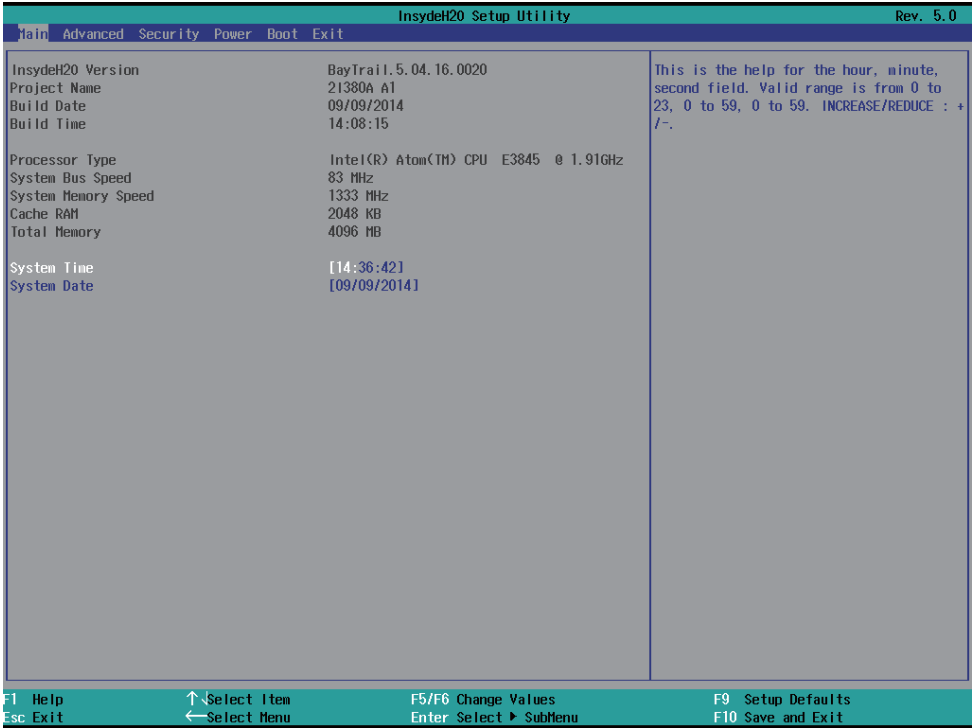 InsydeH20 Setup Utility Rev. 5.0
Main Advanced Security Power Boot Exit
InsydeH20 Version BayTrail.5.04.16.0020
Project Name 2I380A A1
Build Date 09/09/2014
Build Time 14:08:15
Processor Type Intel(R) Atom(TM) CPU E3845 @ 1.91GHz
System Bus Speed 83 MHz
System Memory Speed 1333 MHz
Cache RAM 2048 KB
Total Memory 4096 MB
System Time [14:36:42]
System Date [09/09/2014]
This is the help for the hour, minute,
second field. Valid range is from 0 to
23, 0 to 59, 0 to 59. INCREASE/REDUCE : +
/-.
F1 Help ↑↓Select Item F5/F6 Change Values F9 Setup Defaults
Esc Exit ←→Select Menu Enter Select ▶ SubMenu F10 Save and Exit